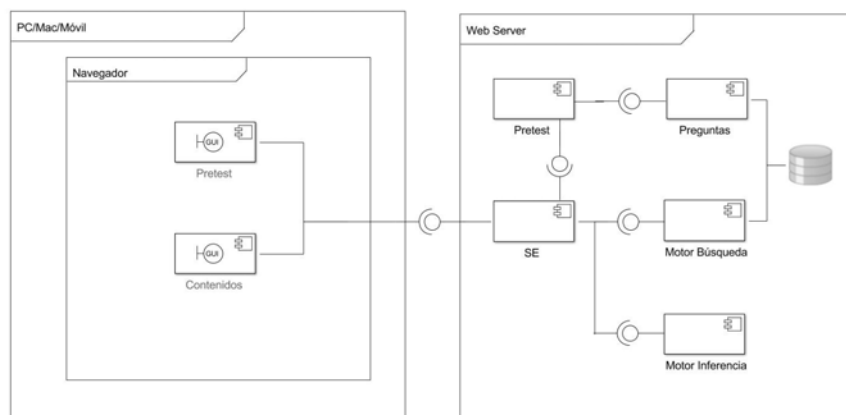 PC/Mac/Móvil
Navegador
GUI
Pretest
GUI
Contenidos
Web Server
Pretest
Preguntas
SE
Motor Búsqueda
Motor Inferencia